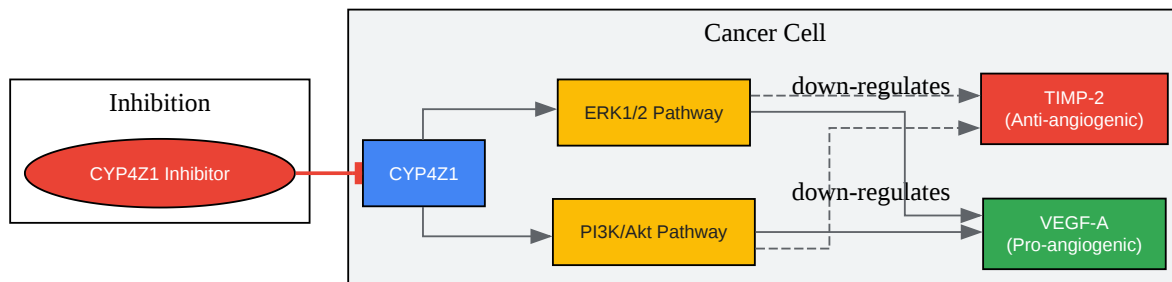 Cancer Cell
Inhibition
CYP4Z1 Inhibitor
CYP4Z1
ERK1/2 Pathway
PI3K/Akt Pathway
down-regulates
down-regulates
TIMP-2
(Anti-angiogenic)
VEGF-A
(Pro-angiogenic)